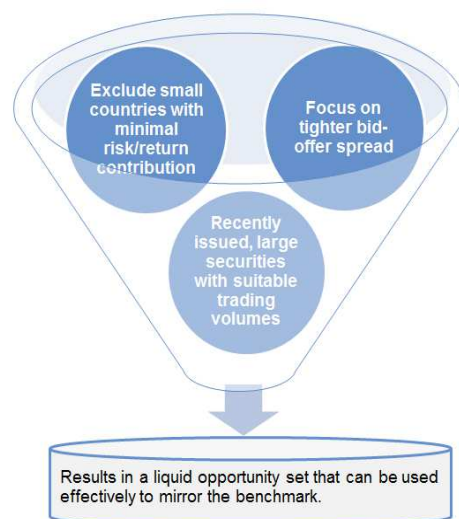 Exclude small
countries with
minimal
risk/return
contribution
Focus on
tighter bid-
offer spread
Recently
issued, large
securities
with suitable
trading
volumes
Results in a liquid opportunity set that can be used
effectively to mirror the benchmark.